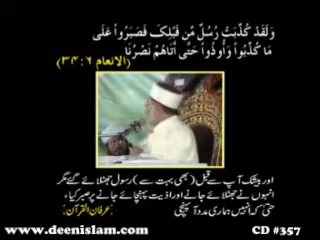 وَلَقَدْ كُذِّبَتْ رُسُلٌ مِّن قَبْلِكَ فَصَبَرُواْ عَلَى
مَا كُذِّبُواْ وَأُوذُواْ حَتَّى أَتَاهُمْ نَصْرُنَا
(الانعام ۶:۳۴)
اور بیشک آپ سے قبل (بھی بہت سے) رسول جھٹلائے گئے مگر
انہوں نے جھٹلائے جانے اور اذیت پہنچائے جانے پر صبر کیا،
حتیٰ کہ انہیں ہماری مدد آ پہنچی
(عرفان القرآن)
www.deenislam.com
CD #357